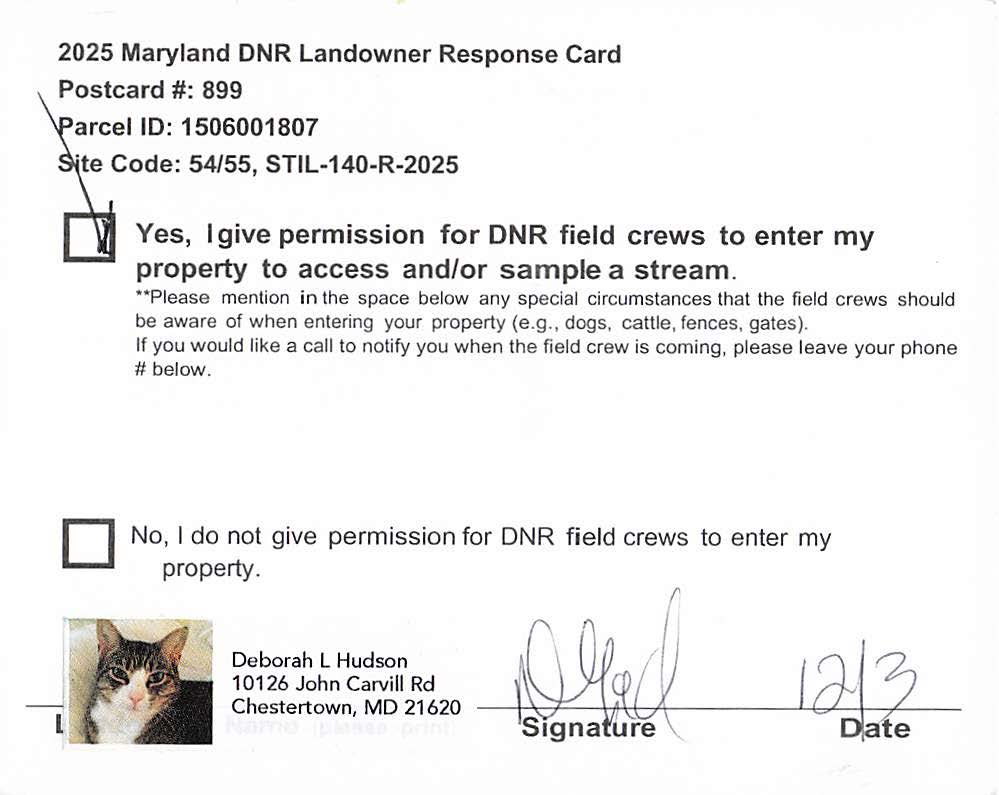 2025 Maryland DNR Landowner Response Card
Postcard #: 899
Parcel ID: 1506001807
Site Code: 54/55, STIL-140-R-2025
Yes, I give permission for DNR field crews to enter my
property to access and/or sample a stream.
**Please mention in the space below any special circumstances that the field crews should
be aware of when entering your property (e.g., dogs, cattle, fences, gates).
If you would like a call to notify you when the field crew is coming, please leave your phone
# below.
No, I do not give permission for DNR field crews to enter my
property.
Deborah L Hudson
10126 John Carvill Rd
Chestertown, MD 21620
12/3
Name (please print)
Signature
Date